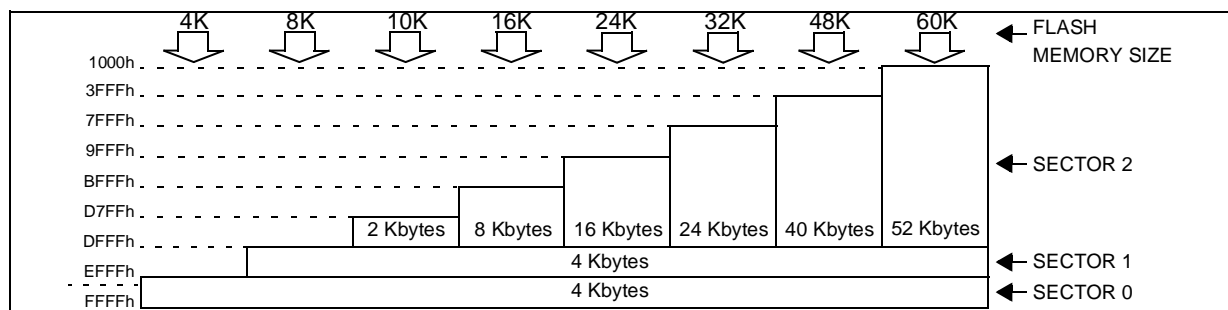 4K 8K 10K 16K 24K 32K 48K 60K
FLASH
MEMORY SIZE
1000h
3FFFh
7FFFh
9FFFh
BFFFh
SECTOR 2
D7FFh
2 Kbytes 8 Kbytes 16 Kbytes 24 Kbytes 40 Kbytes 52 Kbytes
DFFFh
4 Kbytes
SECTOR 1
EFFFh
4 Kbytes
SECTOR 0
FFFFh